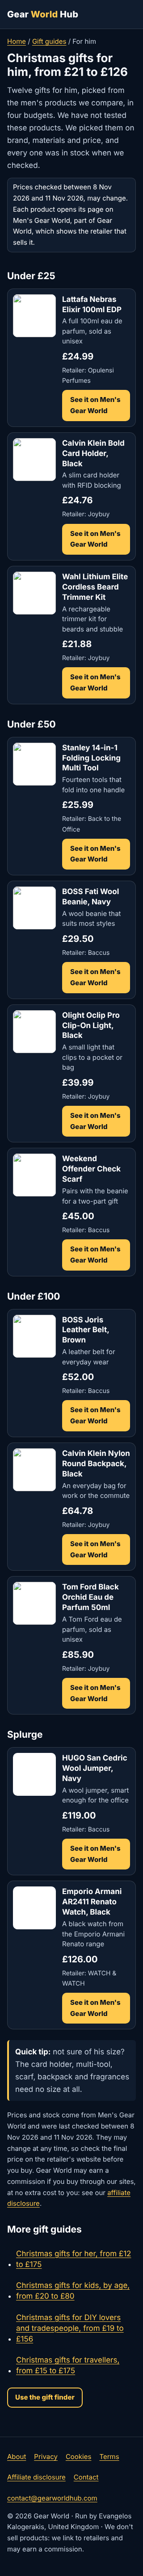 Gear World Hub
Home / Gift guides / For him
Christmas gifts for
him, from £21 to £126
Twelve gifts for him, picked from
the men's products we compare, in
four budgets. We have not tested
these products. We picked them on
brand, materials and price, and
every one was in stock when we
checked.
Prices checked between 8 Nov
2026 and 11 Nov 2026, may change.
Each product opens its page on
Men's Gear World, part of Gear
World, which shows the retailer that
sells it.
Under £25
Lattafa Nebras
Elixir 100ml EDP
A full 100ml eau de
parfum, sold as
unisex
£24.99
Retailer: Opulensi
Perfumes
See it on Men's
Gear World
Calvin Klein Bold
Card Holder,
Black
A slim card holder
with RFID blocking
£24.76
Retailer: Joybuy
See it on Men's
Gear World
Wahl Lithium Elite
Cordless Beard
Trimmer Kit
A rechargeable
trimmer kit for
beards and stubble
£21.88
Retailer: Joybuy
See it on Men's
Gear World
Under £50
Stanley 14-in-1
Folding Locking
Multi Tool
Fourteen tools that
fold into one handle
£25.99
Retailer: Back to the
Office
See it on Men's
Gear World
BOSS Fati Wool
Beanie, Navy
A wool beanie that
suits most styles
£29.50
Retailer: Baccus
See it on Men's
Gear World
Olight Oclip Pro
Clip-On Light,
Black
A small light that
clips to a pocket or
bag
£39.99
Retailer: Joybuy
See it on Men's
Gear World
Weekend
Offender Check
Scarf
Pairs with the beanie
for a two-part gift
£45.00
Retailer: Baccus
See it on Men's
Gear World
Under £100
BOSS Joris
Leather Belt,
Brown
A leather belt for
everyday wear
£52.00
Retailer: Baccus
See it on Men's
Gear World
Calvin Klein Nylon
Round Backpack,
Black
An everyday bag for
work or the commute
£64.78
Retailer: Joybuy
See it on Men's
Gear World
Tom Ford Black
Orchid Eau de
Parfum 50ml
A Tom Ford eau de
parfum, sold as
unisex
£85.90
Retailer: Joybuy
See it on Men's
Gear World
Splurge
HUGO San Cedric
Wool Jumper,
Navy
A wool jumper, smart
enough for the office
£119.00
Retailer: Baccus
See it on Men's
Gear World
Emporio Armani
AR2411 Renato
Watch, Black
A black watch from
the Emporio Armani
Renato range
£126.00
Retailer: WATCH &
WATCH
See it on Men's
Gear World
Quick tip: not sure of his size?
The card holder, multi-tool,
scarf, backpack and fragrances
need no size at all.
Prices and stock come from Men's Gear
World and were last checked between 8
Nov 2026 and 11 Nov 2026. They may
change at any time, so check the final
price on the retailer's website before
you buy. Gear World may earn a
commission if you buy through our sites,
at no extra cost to you: see our affiliate
disclosure.
More gift guides
Christmas gifts for her, from £12
to £175
Christmas gifts for kids, by age,
from £20 to £80
Christmas gifts for DIY lovers
and tradespeople, from £19 to
£156
Christmas gifts for travellers,
from £15 to £175
Use the gift finder
About Privacy Cookies Terms
Affiliate disclosure Contact
contact@gearworldhub.com
© 2026 Gear World · Run by Evangelos
Kalogerakis, United Kingdom · We don't
sell products: we link to retailers and
may earn a commission.